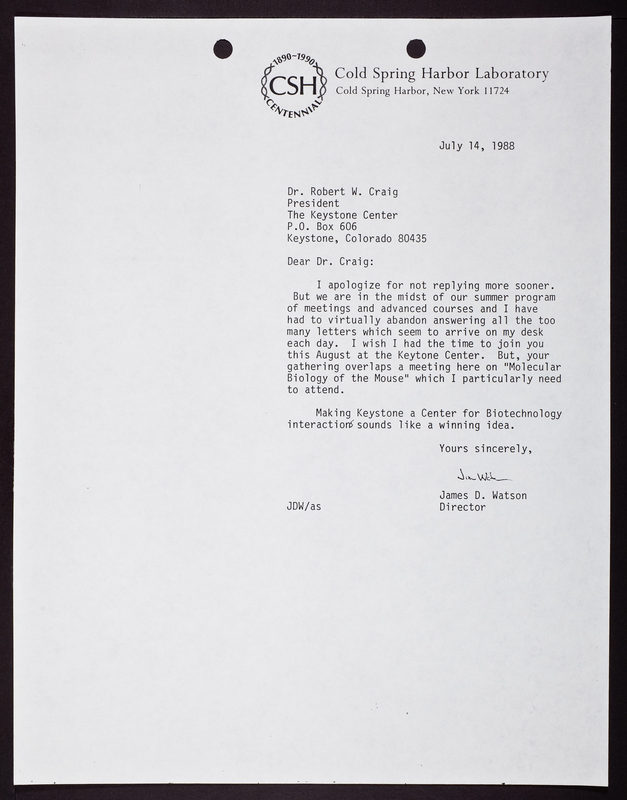 1890-1990
CSH
CENTENNIAL
Cold Spring Harbor Laboratory
Cold Spring Harbor, New York 11724
July 14, 1988
Dr. Robert W. Craig
President
The Keystone Center
P.O. Box 606
Keystone, Colorado 80435
Dear Dr. Craig:
I apologize for not replying more sooner.
But we are in the midst of our summer program
of meetings and advanced courses and I have
had to virtually abandon answering all the too
many letters which seem to arrive on my desk
each day. I wish I had the time to join you
this August at the Keytone Center. But, your
gathering overlaps a meeting here on "Molecular
Biology of the Mouse" which I particularly need
to attend.
Making Keystone a Center for Biotechnology
interactions sounds like a winning idea.
Yours sincerely,
Jim Watson
James D. Watson
JDW/as Director